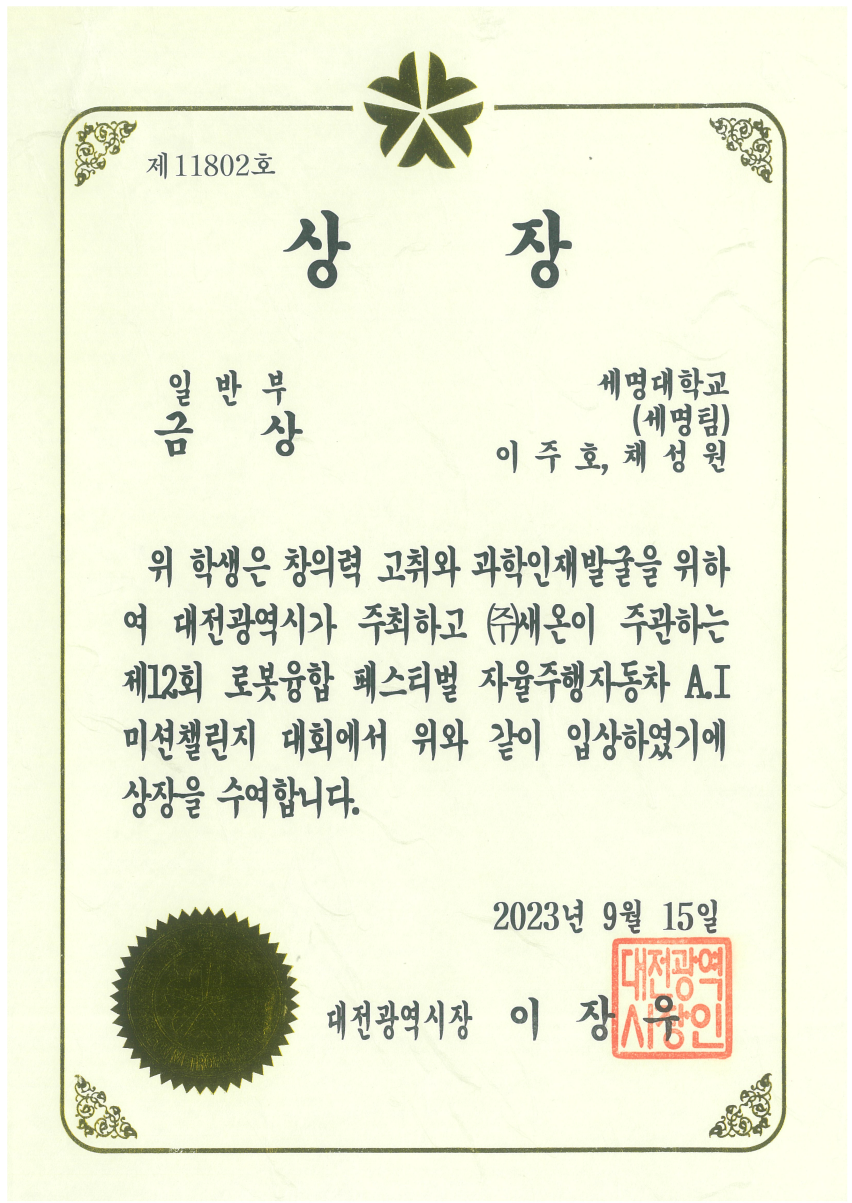 제11802호
상 장
일 반 부
금 상
세명대학교
(세명팀)
이 주 호, 채 성 원
위 학생은 창의력 고취와 과학인재발굴을 위하
여 대전광역시가 주최하고 ㈜새온이 주관하는
제12회 로봇융합 페스티벌 자율주행자동차 A.I
미션챌린지 대회에서 위와 같이 입상하였기에
상장을 수여합니다.
2023년 9월 15일
대전광역시장 이 장 우
대전광역
시장인